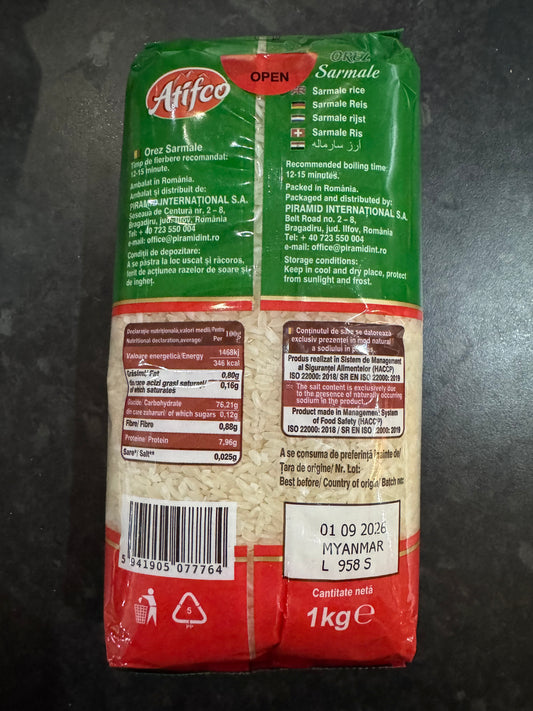 OPEN
Atifco
OREZ
Sarmale
Sarmale rice
Sarmale Reis
Sarmale rijst
Sarmale Ris
أرز سارماله
Orez Sarmale
Timp de fierbere recomandat:
12-15 minute.
Ambalat in România.
Ambalat și distribuit de:
PIRAMID INTERNAȚIONAL S.A.
Șoseaua de Centură nr. 2 – 8,
Bragadiru, jud. Ilfov, România
Tel: + 40 723 550 004
e-mail: office@piramidint.ro
Condiții de depozitare:
A se păstra la loc uscat și răcoros,
ferit de acțiunea razelor de soare și
de îngheț.
Recommended boiling time
12-15 minutes.
Packed in Romania.
Packaged and distributed by:
PIRAMID INTERNAȚIONAL S.A.
Belt Road no. 2 – 8,
Bragadiru, jud. Ilfov, Romania
Tel: + 40 723 550 004
e-mail: office@piramidint.ro
Storage conditions:
Keep in cool and dry place, protect
from sunlight and frost.
Declarație nutritională,valori medii/Pentru 100g
Nutritional declaration,average/ Per
Valoare energetică/Energy 1468kj
346 kcal
Fat 0,80g
din care acizi grași saturați/ 0,16g
of which saturates
Glucide/ Carbohydrate 76,21g
de care zaharuri/ of which sugars 0,12g
Fibre/ Fibro 0,88g
Proteine/ Protein 7,96g
Sare*/ Salt** 0,025g
Conținutul de sare se datorează
exclusiv prezenței în mod natural
a sodiului în
Produs realizat in Sistem de Management
al Siguranței Alimentelor (HACCP)
ISO 22000: 2018/ SR EN ISO 22000: 2019
The salt content is exclusively due
to the presence of naturally occurring
sodium in the product.
Product made in Management System
of Food Safety (HACCP)
ISO 22000: 2018 / SR EN ISO 22000: 2019
A se consuma de preferință înainte de/
Țara de origine/ Nr. Lot:
Best before/ Country of origin/ Batch no:
01 09 2026
MYANMAR
L 958 S
5 941905 077764
5
PP
Cantitate netă
1kg e